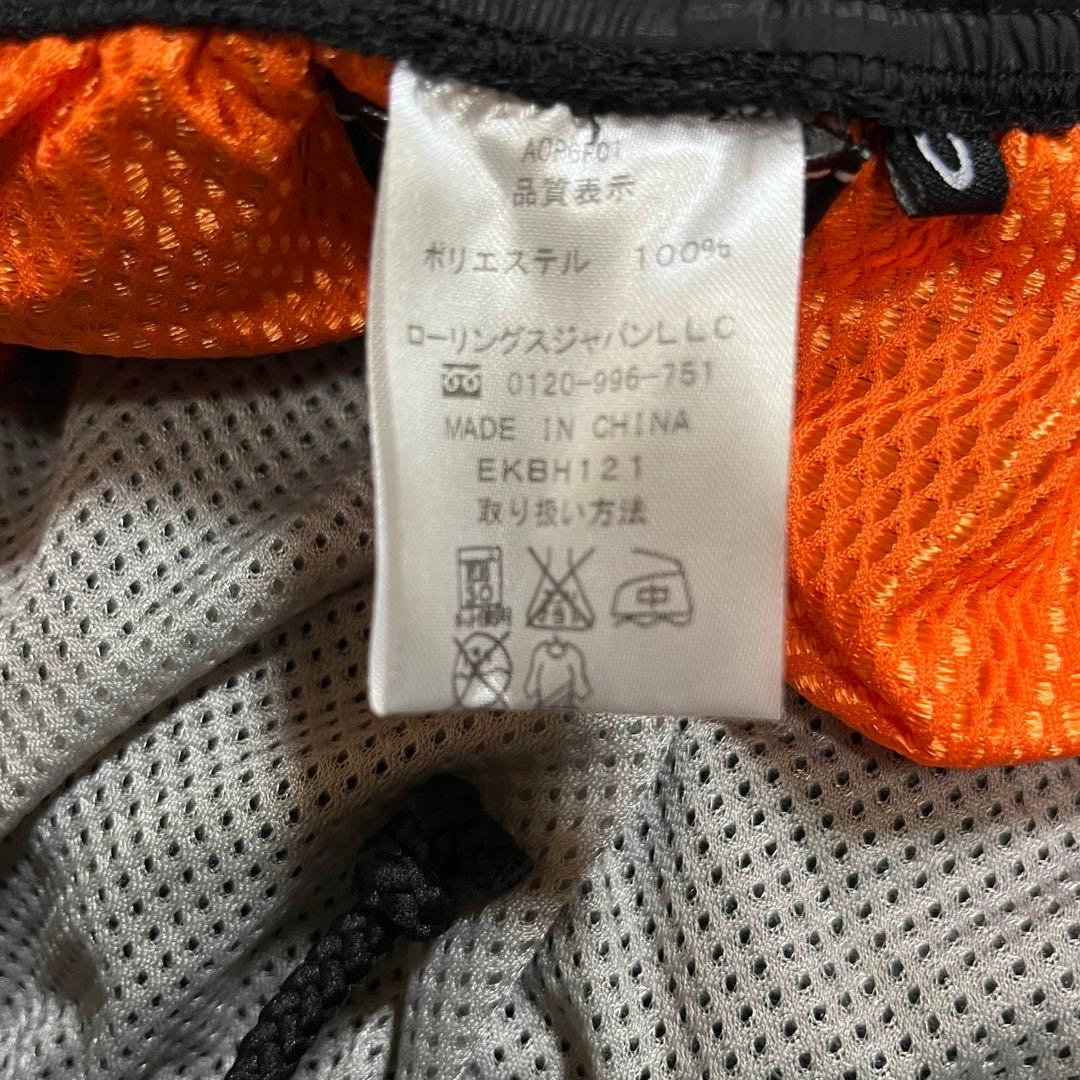 AOP6F01
品質表示
ポリエステル 100%
ローリングスジャパンLLC
0120-996-751
MADE IN CHINA
EKBH121
取り扱い方法
中